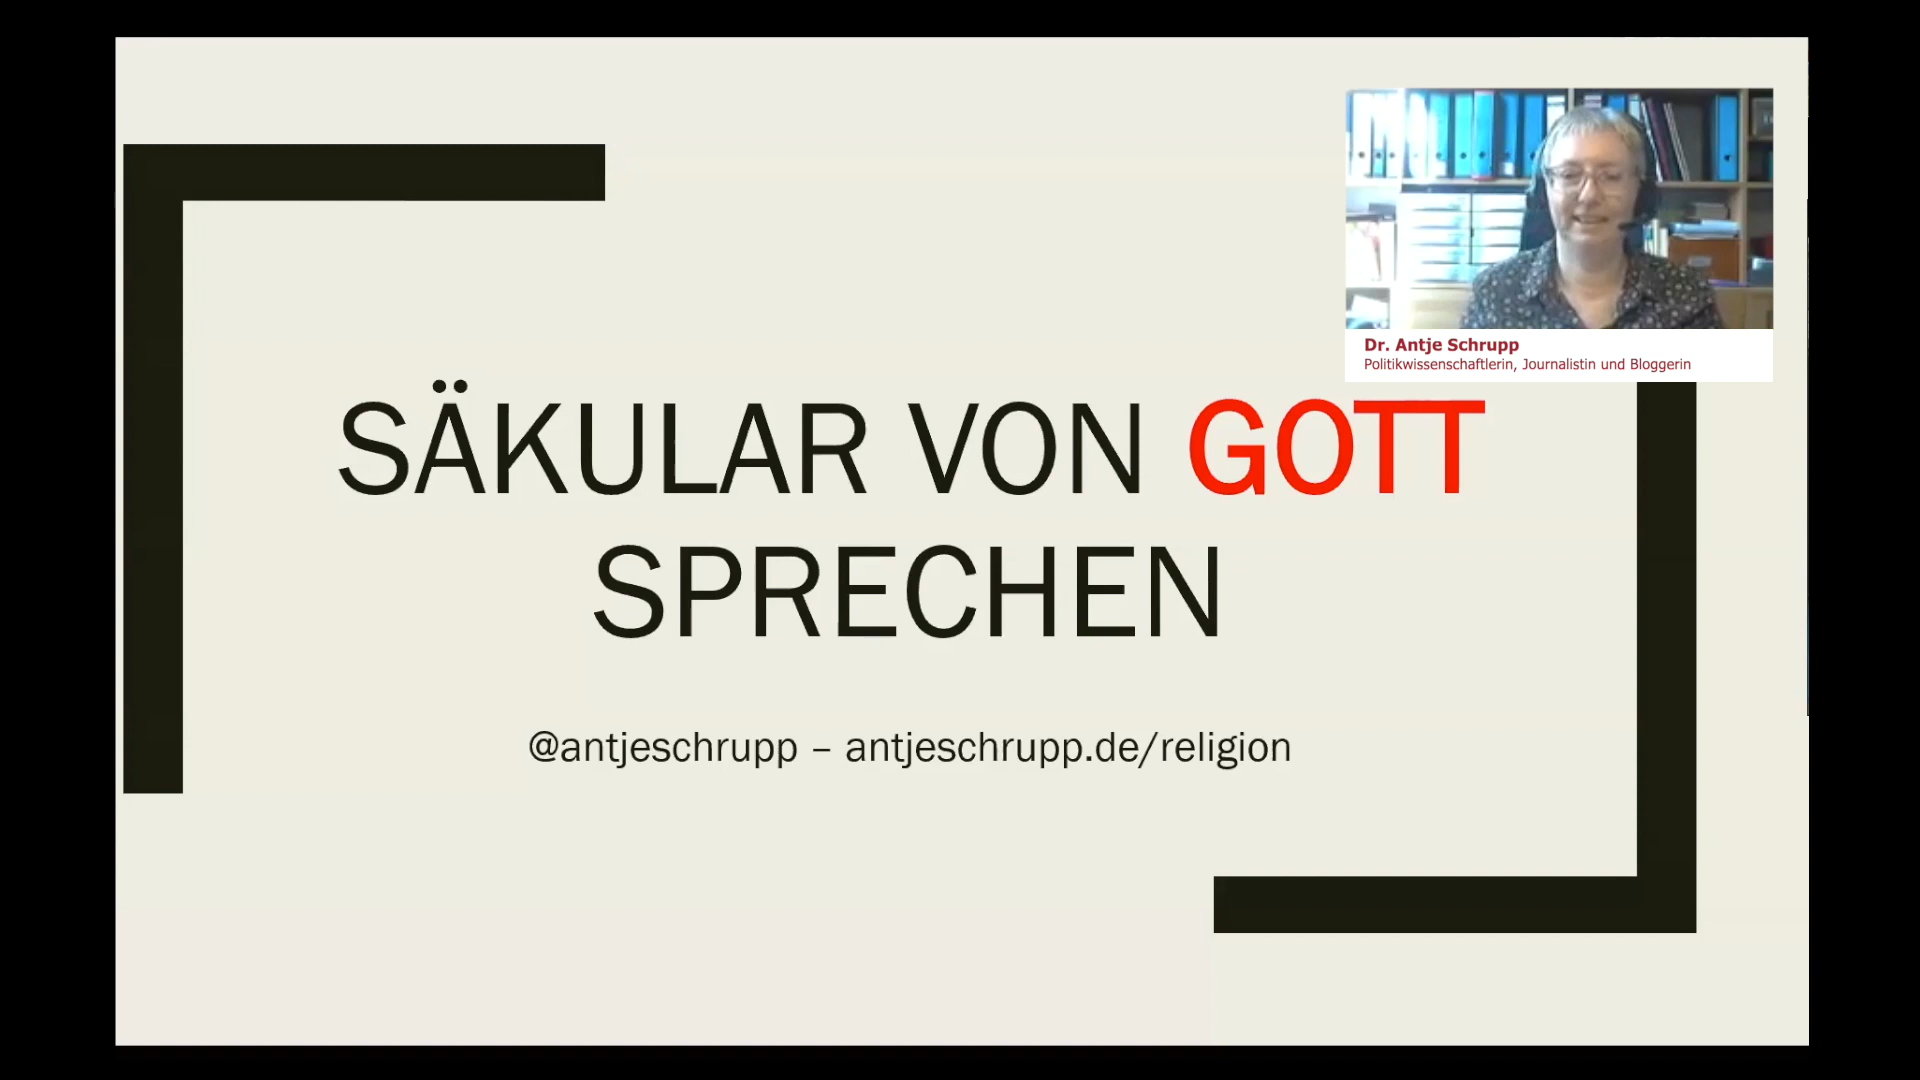 Dr. Antje Schrupp
Politikwissenschaftlerin, Journalistin und Bloggerin
SÄKULAR VON GOTT
SPRECHEN
@antjeschrupp – antjeschrupp.de/religion